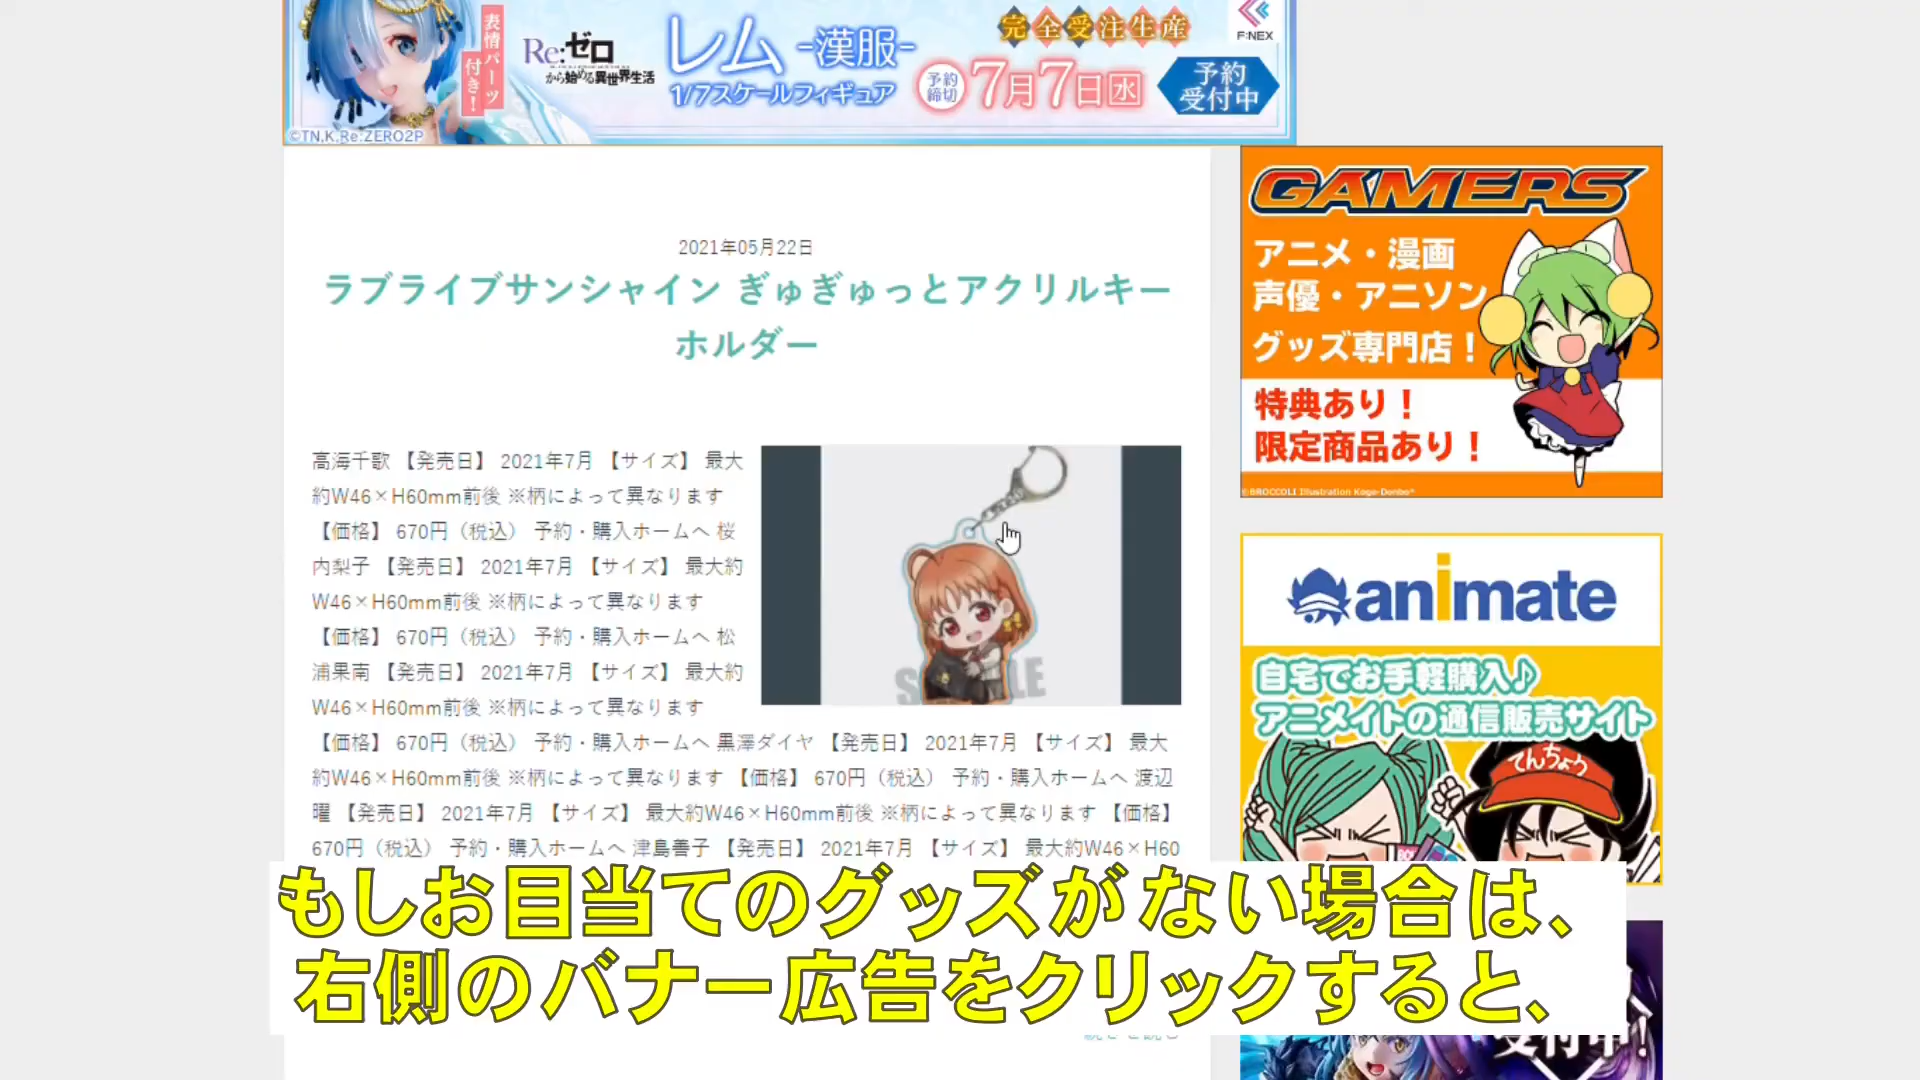 表情パーツ
付き!
Re:ゼロ
から始める異世界生活
レム -漢服-
1/7スケールフィギュア
完全受注生産
予約
締切
7月7日水
予約
受付中
F:NEX
©TN,K,Re:ZERO2P
2021年05月22日
ラブライブサンシャイン ぎゅぎゅっとアクリルキー
ホルダー
高海千歌 【発売日】 2021年7月 【サイズ】 最大
約W46×H60mm前後 ※柄によって異なります
【価格】 670円（税込） 予約・購入ホームへ 桜
内梨子 【発売日】 2021年7月 【サイズ】 最大約
W46×H60mm前後 ※柄によって異なります
【価格】 670円（税込） 予約・購入ホームへ 松
浦果南 【発売日】 2021年7月 【サイズ】 最大約
W46×H60mm前後 ※柄によって異なります
【価格】 670円（税込） 予約・購入ホームへ 黒澤ダイヤ 【発売日】 2021年7月 【サイズ】 最大
約W46×H60mm前後 ※柄によって異なります 【価格】 670円（税込） 予約・購入ホームへ 渡辺
曜 【発売日】 2021年7月 【サイズ】 最大約W46×H60mm前後 ※柄によって異なります 【価格】
670円（税込） 予約・購入ホームへ 津島善子 【発売日】 2021年7月 【サイズ】 最大約W46×H60
GAMERS
アニメ・漫画
声優・アニソン
グッズ専門店！
特典あり！
限定商品あり！
©BROCCOLI Illustration Koge-Donbo*
animate
自宅でお手軽購入♪
アニメイトの通信販売サイト
てんちょう
もしお目当てのグッズがない場合は、
右側のバナー広告をクリックすると、
受付中!